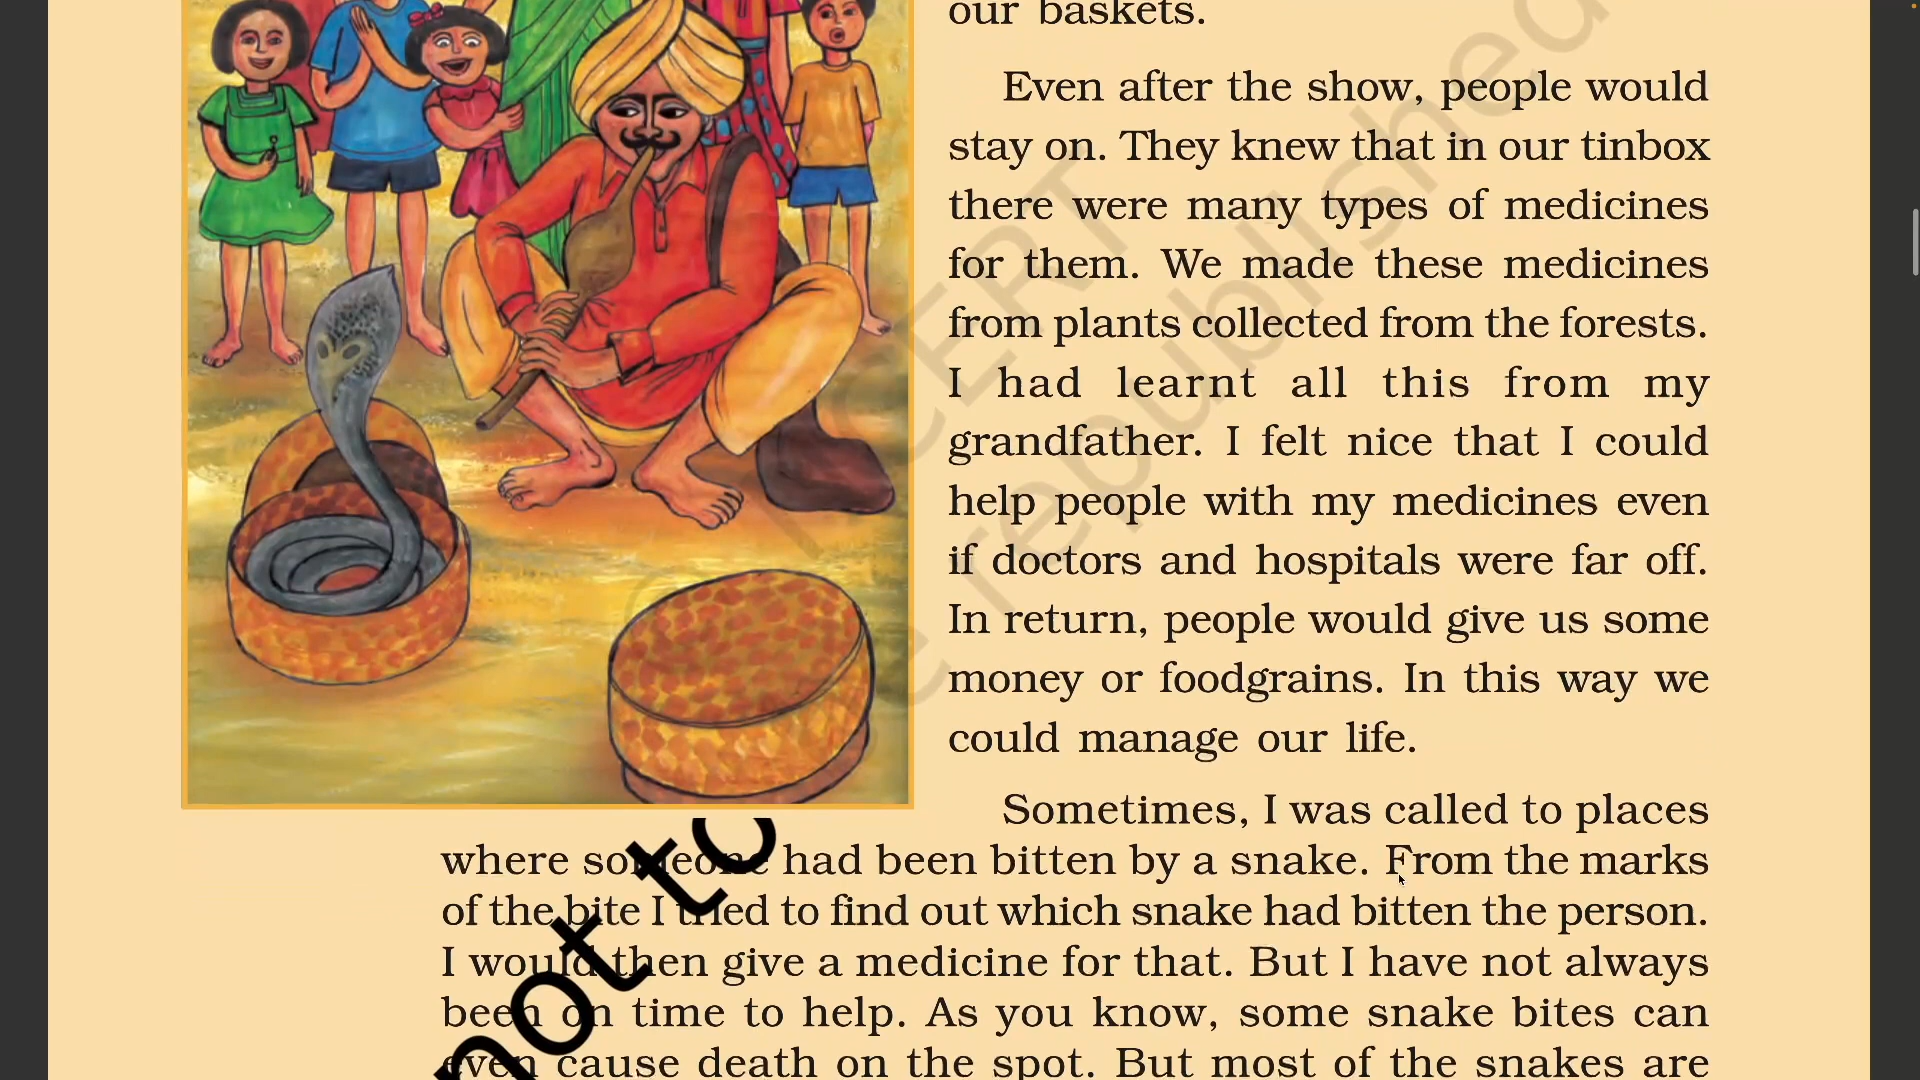 our baskets.
Even after the show, people would
stay on. They knew that in our tinbox
there were many types of medicines
for them. We made these medicines
from plants collected from the forests.
I had learnt all this from my
grandfather. I felt nice that I could
help people with my medicines even
if doctors and hospitals were far off.
In return, people would give us some
money or foodgrains. In this way we
could manage our life.
Sometimes, I was called to places
where someone had been bitten by a snake. From the marks
of the bite I tried to find out which snake had bitten the person.
I would then give a medicine for that. But I have not always
been on time to help. As you know, some snake bites can
even cause death on the spot. But most of the snakes are
not to
republished